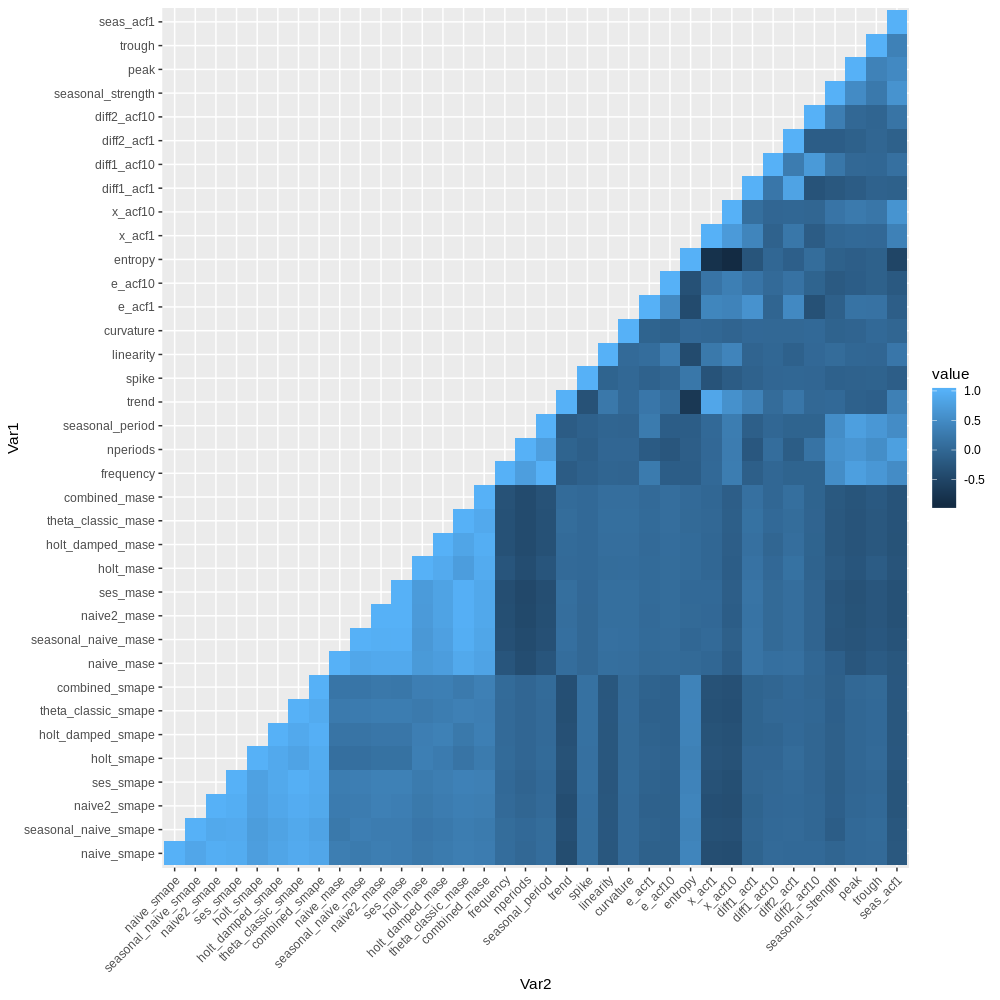 seas_acf1
trough
peak
seasonal_strength
diff2_acf10
diff2_acf1
diff1_acf10
diff1_acf1
x_acf10
x_acf1
entropy
e_acf10
e_acf1
curvature
linearity
spike
trend
seasonal_period
nperiods
frequency
combined_mase
theta_classic_mase
holt_damped_mase
holt_mase
ses_mase
naive2_mase
seasonal_naive_mase
naive_mase
combined_smape
theta_classic_smape
holt_damped_smape
holt_smape
ses_smape
naive2_smape
seasonal_naive_smape
naive_smape
Var1
naive_smape
seasonal_naive_smape
naive2_smape
ses_smape
holt_smape
holt_damped_smape
theta_classic_smape
combined_smape
naive_mase
seasonal_naive_mase
naive2_mase
ses_mase
holt_mase
holt_damped_mase
theta_classic_mase
combined_mase
frequency
nperiods
seasonal_period
trend
spike
linearity
curvature
e_acf1
e_acf10
entropy
x_acf1
x_acf10
diff1_acf1
diff1_acf10
diff2_acf1
diff2_acf10
seasonal_strength
peak
trough
seas_acf1
Var2
value
1.0
0.5
0.0
-0.5